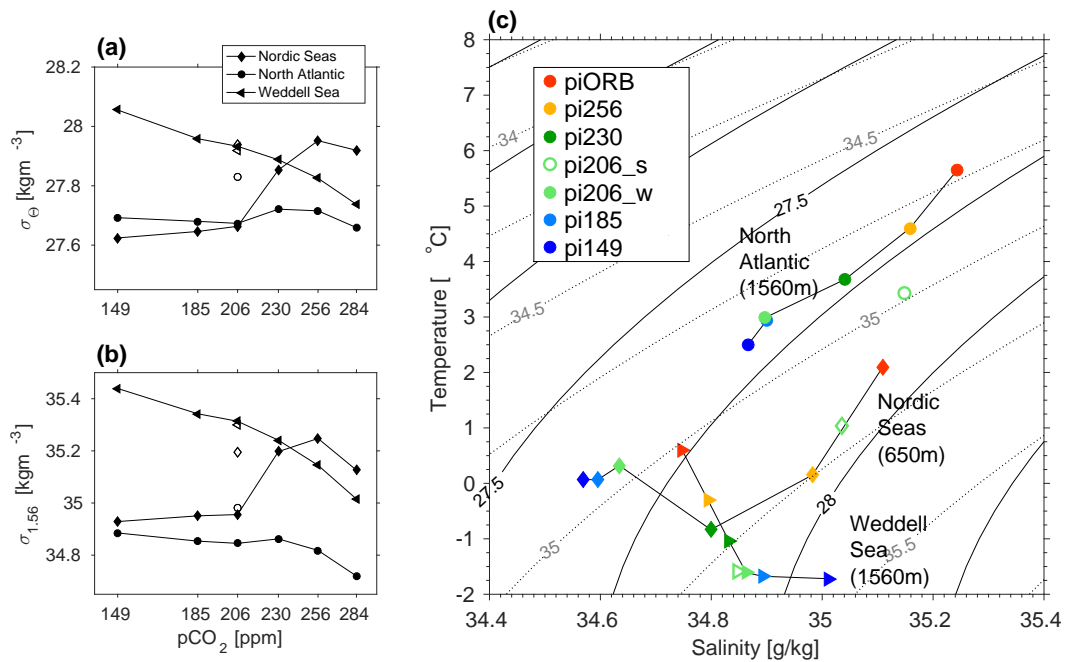 (a)
28.2
28
27.8
27.6
149 185 206 230 256 284
σ_Θ [kgm⁻³]
Nordic Seas
North Atlantic
Weddell Sea
(b)
35.4
35.2
35
34.8
149 185 206 230 256 284
σ_1.56 [kgm⁻³]
pCO₂ [ppm]
(c)
8
7
6
5
4
3
2
1
0
-1
-2
34.4 34.6 34.8 35 35.2 35.4
Temperature [ °C]
Salinity [g/kg]
piORB
pi256
pi230
pi206_s
pi206_w
pi185
pi149
34
34.5
27.5
34.5
35
27.5
28
35
35.5
North
Atlantic
(1560m)
Nordic
Seas
(650m)
Weddell
Sea
(1560m)